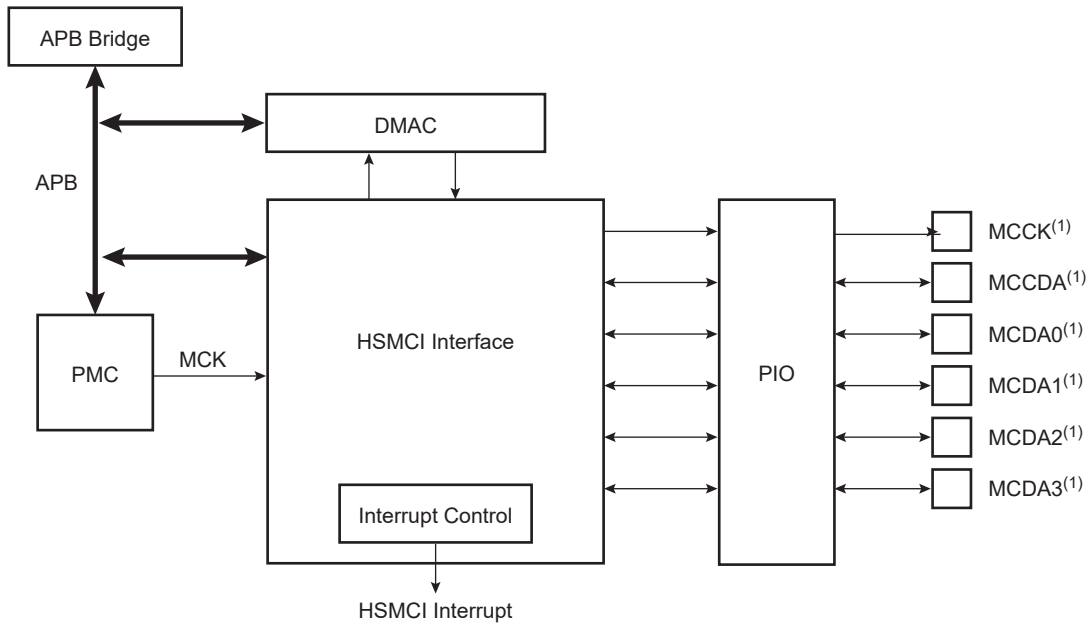 APB Bridge
DMAC
APB
MCCK(1)
MCCDA(1)
HSMCI Interface
MCDA0(1)
MCK
PMC
PIO
MCDA1(1)
MCDA2(1)
MCDA3(1)
Interrupt Control
HSMCI Interrupt